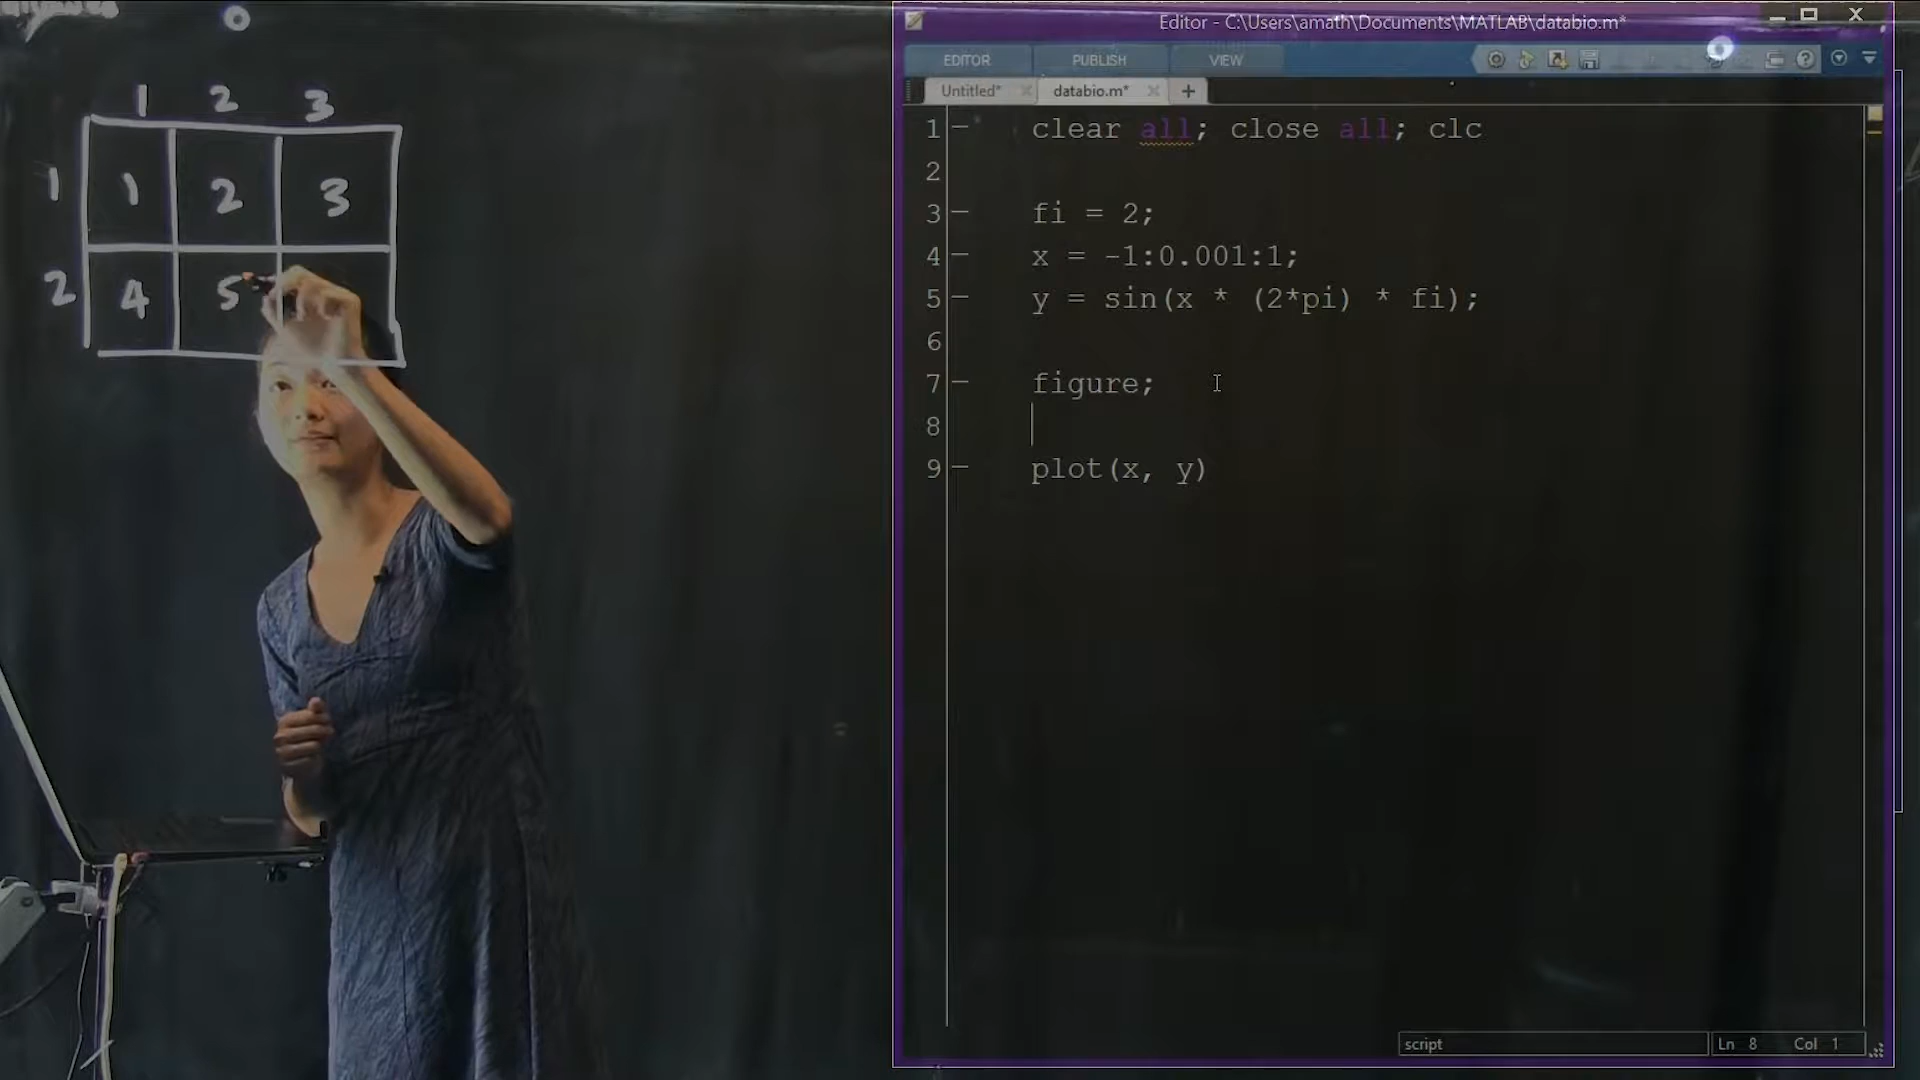 1 2 3
1 1 2 3
2 4 5
Editor - C:\Users\amath\Documents\MATLAB\databio.m*
EDITOR PUBLISH VIEW
Untitled* databio.m* +
1 clear all; close all; clc
2
3 fi = 2;
4 x = -1:0.001:1;
5 y = sin(x * (2*pi) * fi);
6
7 figure;
8
9 plot(x, y)
script Ln 8 Col 1